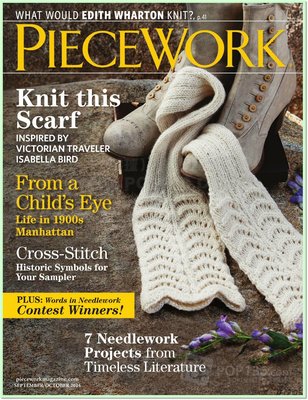 WHAT WOULD EDITH WHARTON KNIT?, p.41
PIECEWORK
Knit this
Scarf
INSPIRED BY
VICTORIAN TRAVELER
ISABELLA BIRD
From a
Child's Eye
Life in 1900s
Manhattan
Cross-Stitch
Historic Symbols for
Your Sampler
PLUS: Words in Needlework
Contest Winners!
7 Needlework
Projects from
Timeless Literature
pieceworkmagazine.com
SEPTEMBER/OCTOBER 2014